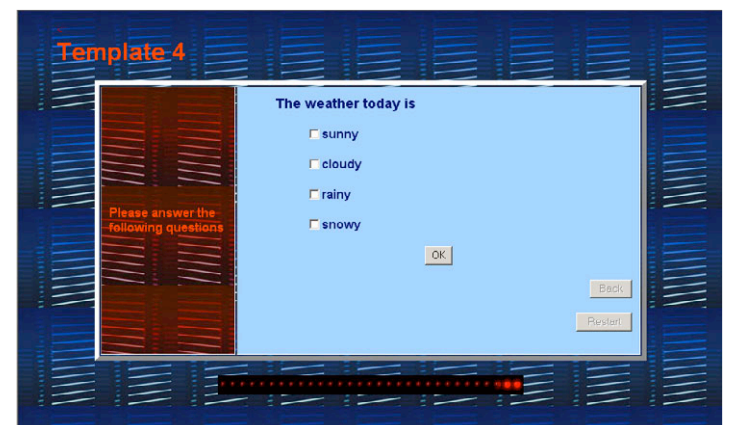 Template 4
The weather today is
sunny
cloudy
rainy
snowy
Please answer the
following questions
OK
Back
Restart